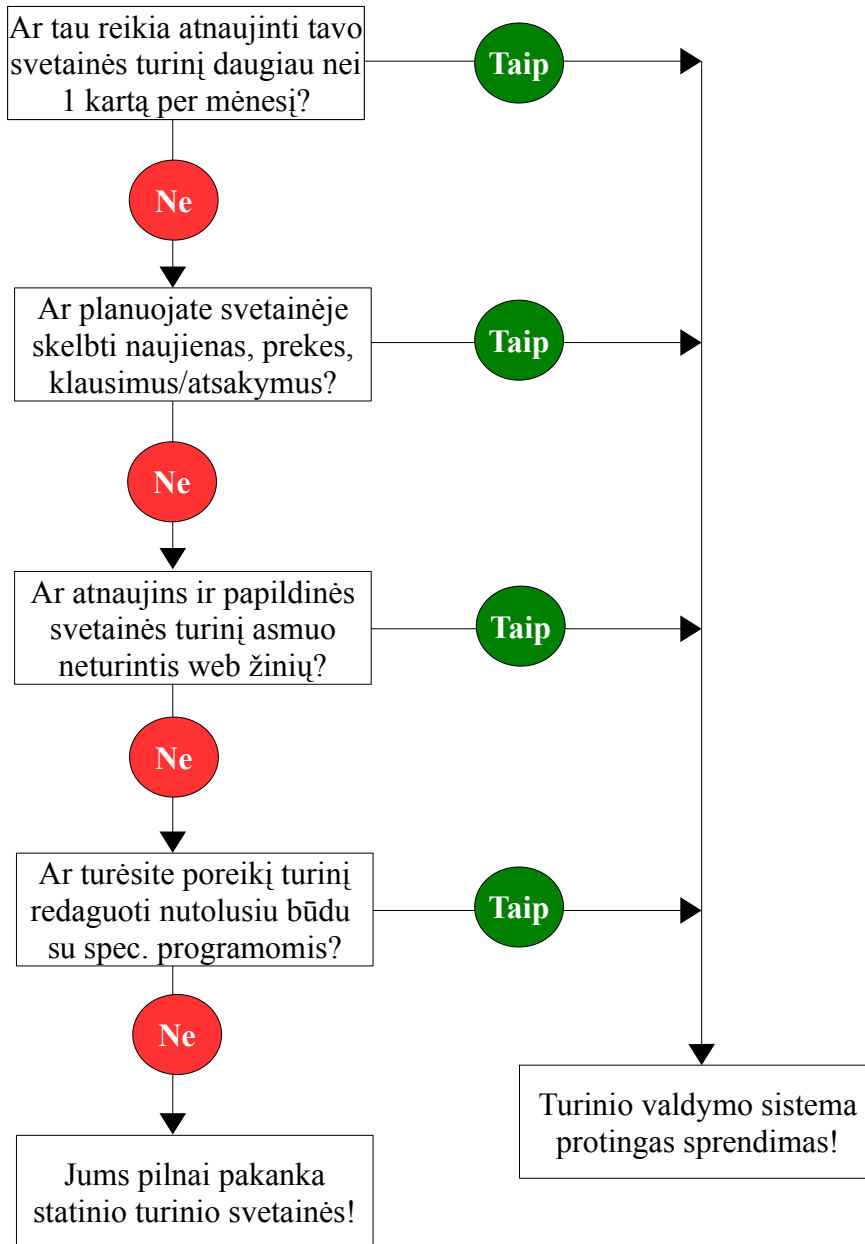 Ar tau reikia atnaujinti tavo
svetainės turinį daugiau nei
1 kartą per mėnesį?
Taip
Ne
Ar planuojate svetainėje
skelbti naujienas, prekes,
klausimus/atsakymus?
Taip
Ne
Ar atnaujins ir papildinės
svetainės turinį asmuo
neturintis web žinių?
Taip
Ne
Ar turėsite poreikį turinį
redaguoti nutolusiu būdu
su spec. programomis?
Taip
Ne
Turinio valdymo sistema
protingas sprendimas!
Jums pilnai pakanka
statinio turinio svetainės!